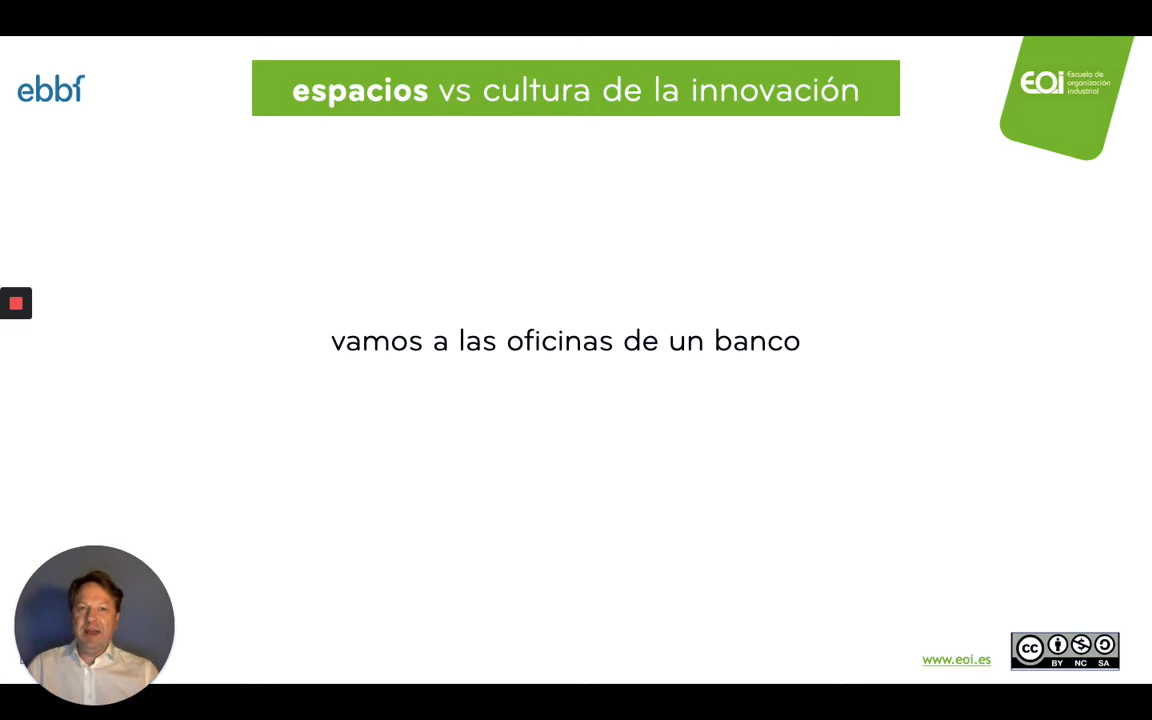 ebbf
espacios vs cultura de la innovación
EOi Escuela de
organización
industrial
vamos a las oficinas de un banco
www.eoi.es
cc
BY NC SA